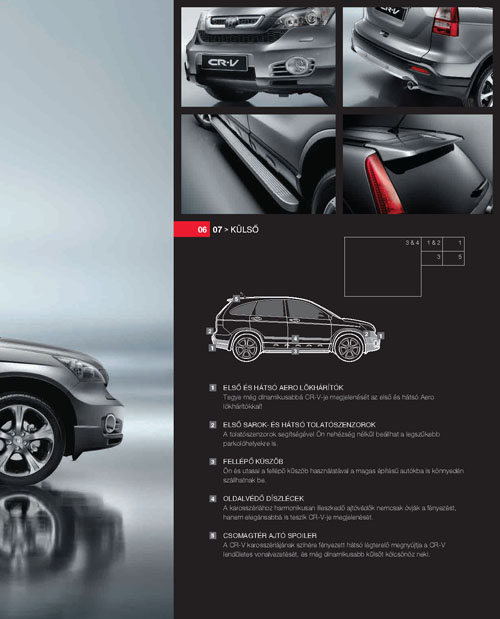 CR-V
06 07 > KÜLSŐ
3 & 4 1 & 2 1
3 5
5
2 4 2 1
1 3
1 ELSŐ ÉS HÁTSÓ AERO LÖKHÁRÍTÓK
Tegye még dinamikusabbá CR-V-je megjelenését az első és hátsó Aero
lökhárítókkal!
2 ELSŐ SAROK- ÉS HÁTSÓ TOLATÓSZENZOROK
A tolatószenzorok segítségével Ön nehézség nélkül beállhat a legszűkebb
parkolóhelyekre is.
3 FELLÉPŐ KÜSZÖB
Ön és utasai a fellépő küszöb használatával a magas építésű autókba is könnyedén
szállhatnak be.
4 OLDALVÉDŐ DÍSZLÉCEK
A karosszériához harmonikusan illeszkedő ajtóvédők nemcsak óvják a fényezést,
hanem elegánsabbá is teszik CR-V-je megjelenését.
5 CSOMAGTÉR AJTÓ SPOILER
A CR-V karosszériájának színére fényezett hátsó légterelő megnyújtja a CR-V
lendületes vonalvezetését, és még dinamikusabb külsőt kölcsönöz neki.